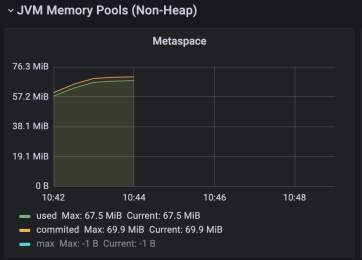 JVM Memory Pools (Non-Heap)
Metaspace
76.3 MiB
57.2 MiB
38.1 MiB
19.1 MiB
0 B
10:42 10:44 10:46 10:48
used Max: 67.5 MiB Current: 67.5 MiB
commited Max: 69.9 MiB Current: 69.9 MiB
max Max: -1 B Current: -1 B